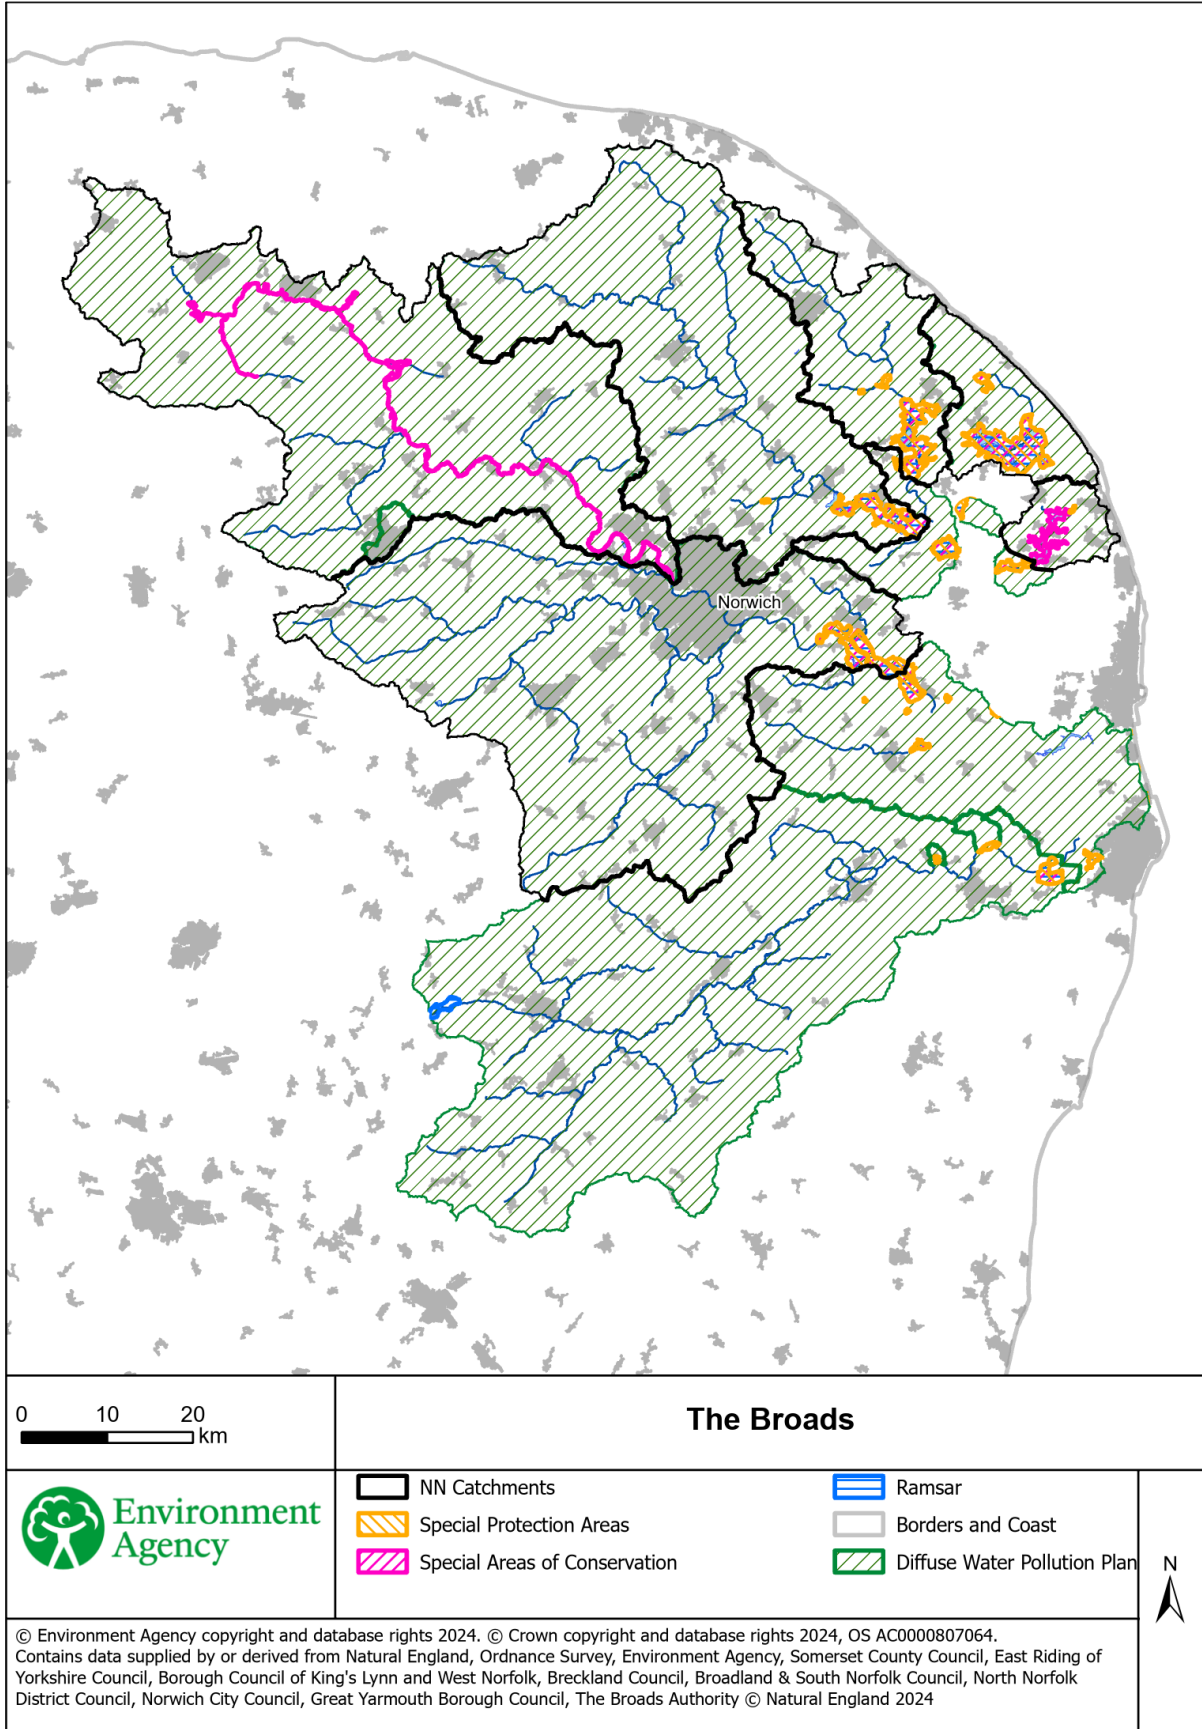 Norwich
0 10 20
km
The Broads
Environment
Agency
NN Catchments
Special Protection Areas
Special Areas of Conservation
Ramsar
Borders and Coast
Diffuse Water Pollution Plan
N
© Environment Agency copyright and database rights 2024. © Crown copyright and database rights 2024, OS AC0000807064.
Contains data supplied by or derived from Natural England, Ordnance Survey, Environment Agency, Somerset County Council, East Riding of
Yorkshire Council, Borough Council of King's Lynn and West Norfolk, Breckland Council, Broadland & South Norfolk Council, North Norfolk
District Council, Norwich City Council, Great Yarmouth Borough Council, The Broads Authority © Natural England 2024